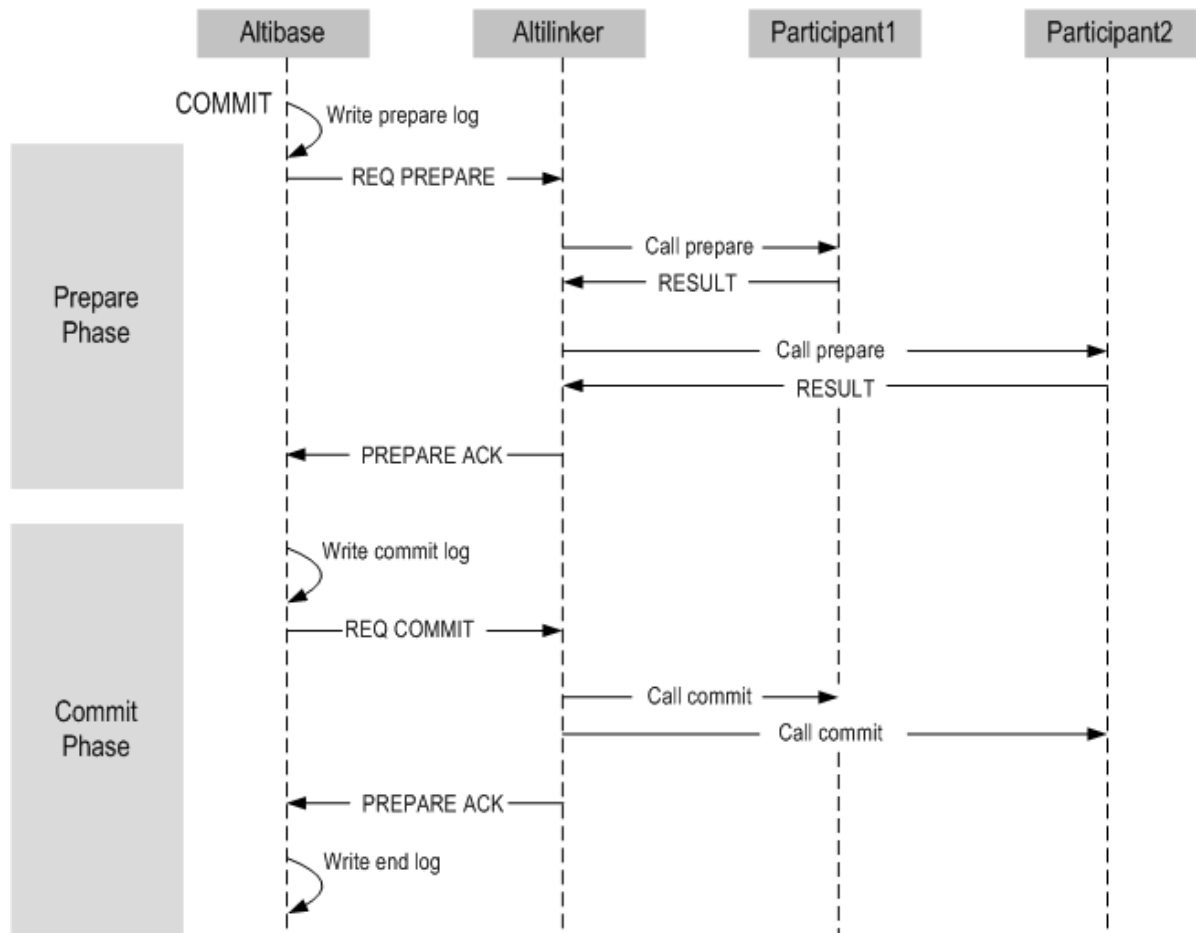 Altibase
Altilinker
Participant1
Participant2
COMMIT
Write prepare log
REQ PREPARE
Call prepare
RESULT
Prepare
Phase
Call prepare
RESULT
PREPARE ACK
Write commit log
REQ COMMIT
Call commit
Commit
Phase
Call commit
PREPARE ACK
Write end log